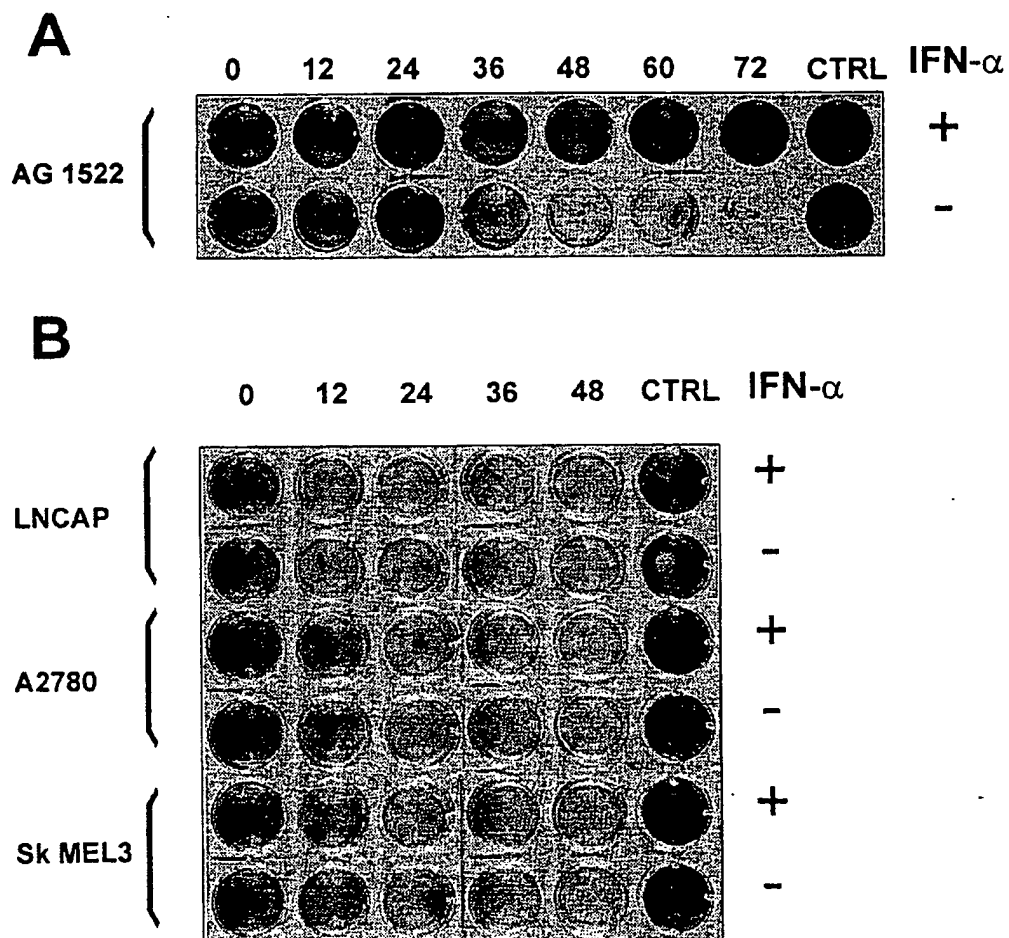 A
0 12 24 36 48 60 72 CTRL IFN-α
AG 1522
+
-
B
0 12 24 36 48 CTRL IFN-α
LNCAP
+
-
A2780
+
-
Sk MEL3
+
-